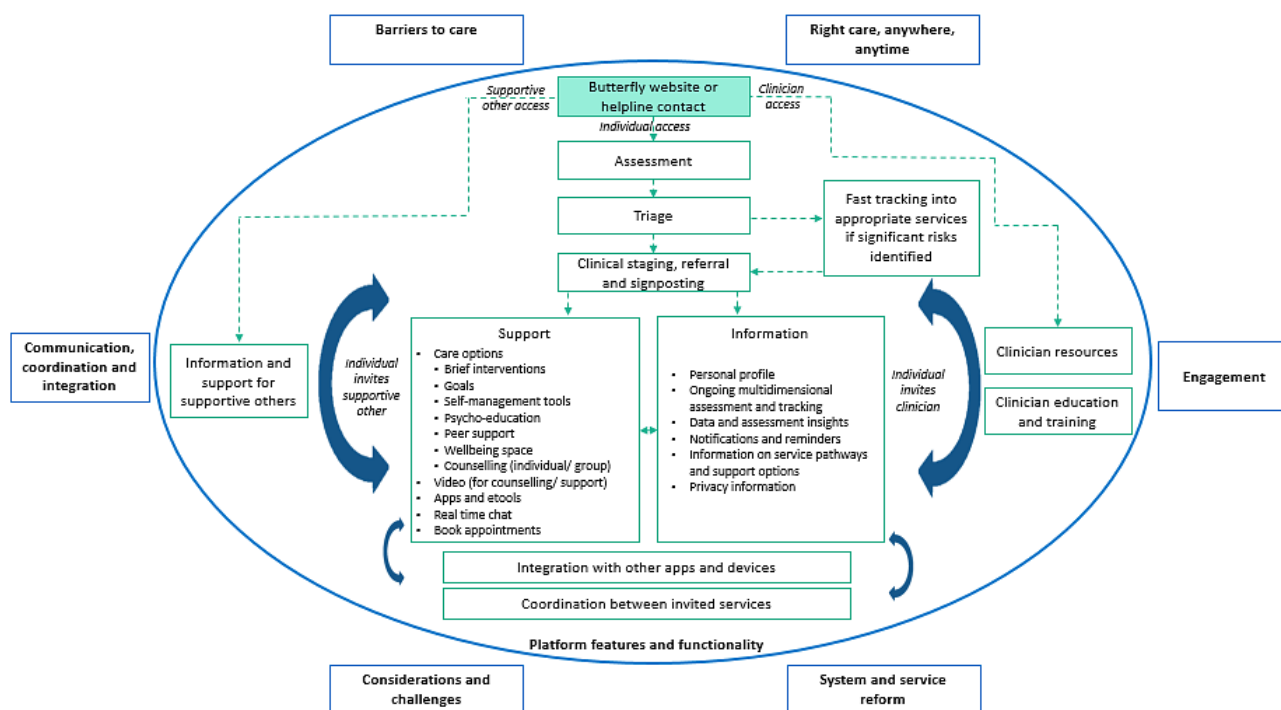 Barriers to care
Right care, anywhere,
anytime
Supportive
other access
Butterfly website or
helpline contact
Clinician
access
Individual access
Assessment
Triage
Fast tracking into
appropriate services
if significant risks
identified
Clinical staging, referral
and signposting
Communication,
coordination and
integration
Information and
support for
supportive others
Individual
invites
supportive
other
Support
▪ Care options
▪ Brief interventions
▪ Goals
▪ Self-management tools
▪ Psycho-education
▪ Peer support
▪ Wellbeing space
▪ Counselling (individual/ group)
▪ Video (for counselling/ support)
▪ Apps and etools
▪ Real time chat
▪ Book appointments
Information
▪ Personal profile
▪ Ongoing multidimensional
assessment and tracking
▪ Data and assessment insights
▪ Notifications and reminders
▪ Information on service pathways
and support options
▪ Privacy information
Individual
invites
clinician
Clinician resources
Clinician education
and training
Engagement
Integration with other apps and devices
Coordination between invited services
Platform features and functionality
Considerations and
challenges
System and service
reform